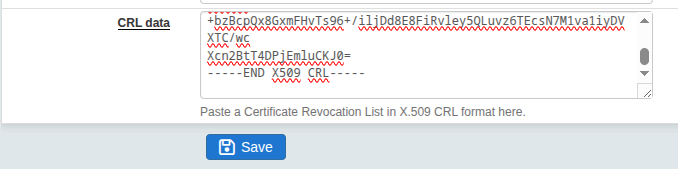 CRL data
+bzBcpQx8GxmFHvTs96+/iljDd8E8FiRvley5QLuvz6TEcsN7M1va1iyDV
XTC/wc
Xcn2BtT4DPjEmluCKJ0=
-----END X509 CRL-----
Paste a Certificate Revocation List in X.509 CRL format here.
Save